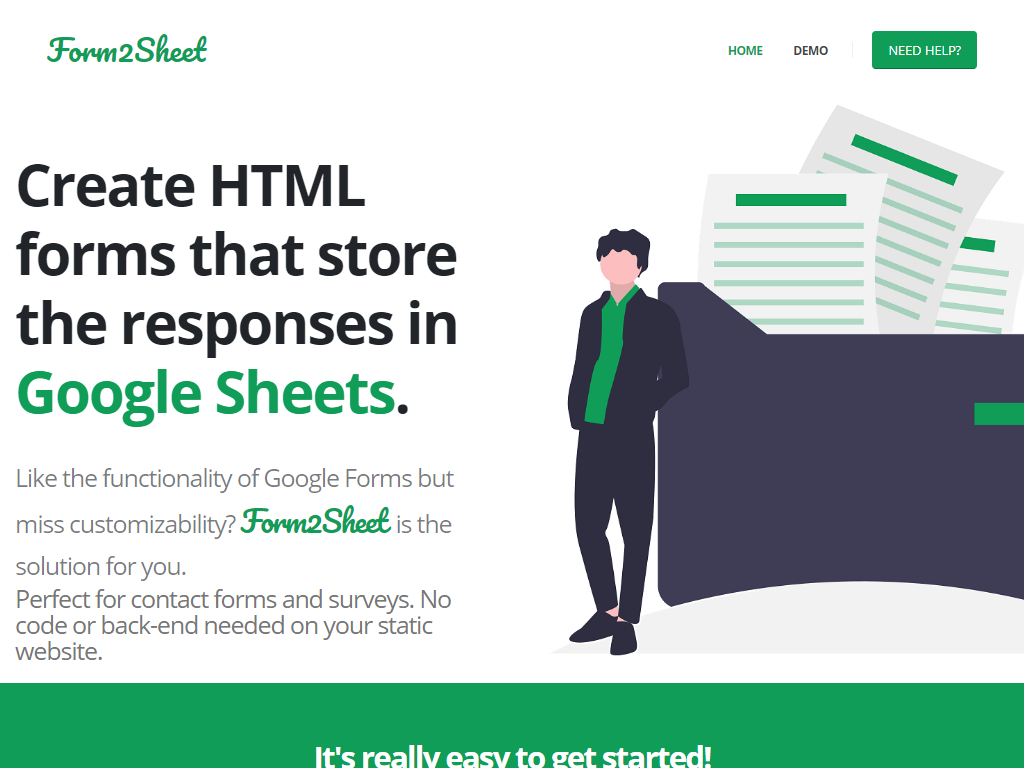 Form2Sheet
HOME
DEMO
NEED HELP?
Create HTML
forms that store
the responses in
Google Sheets.
Like the functionality of Google Forms but
miss customizability? Form2Sheet is the
solution for you.
Perfect for contact forms and surveys. No
code or back-end needed on your static
website.
It's really easy to get started!